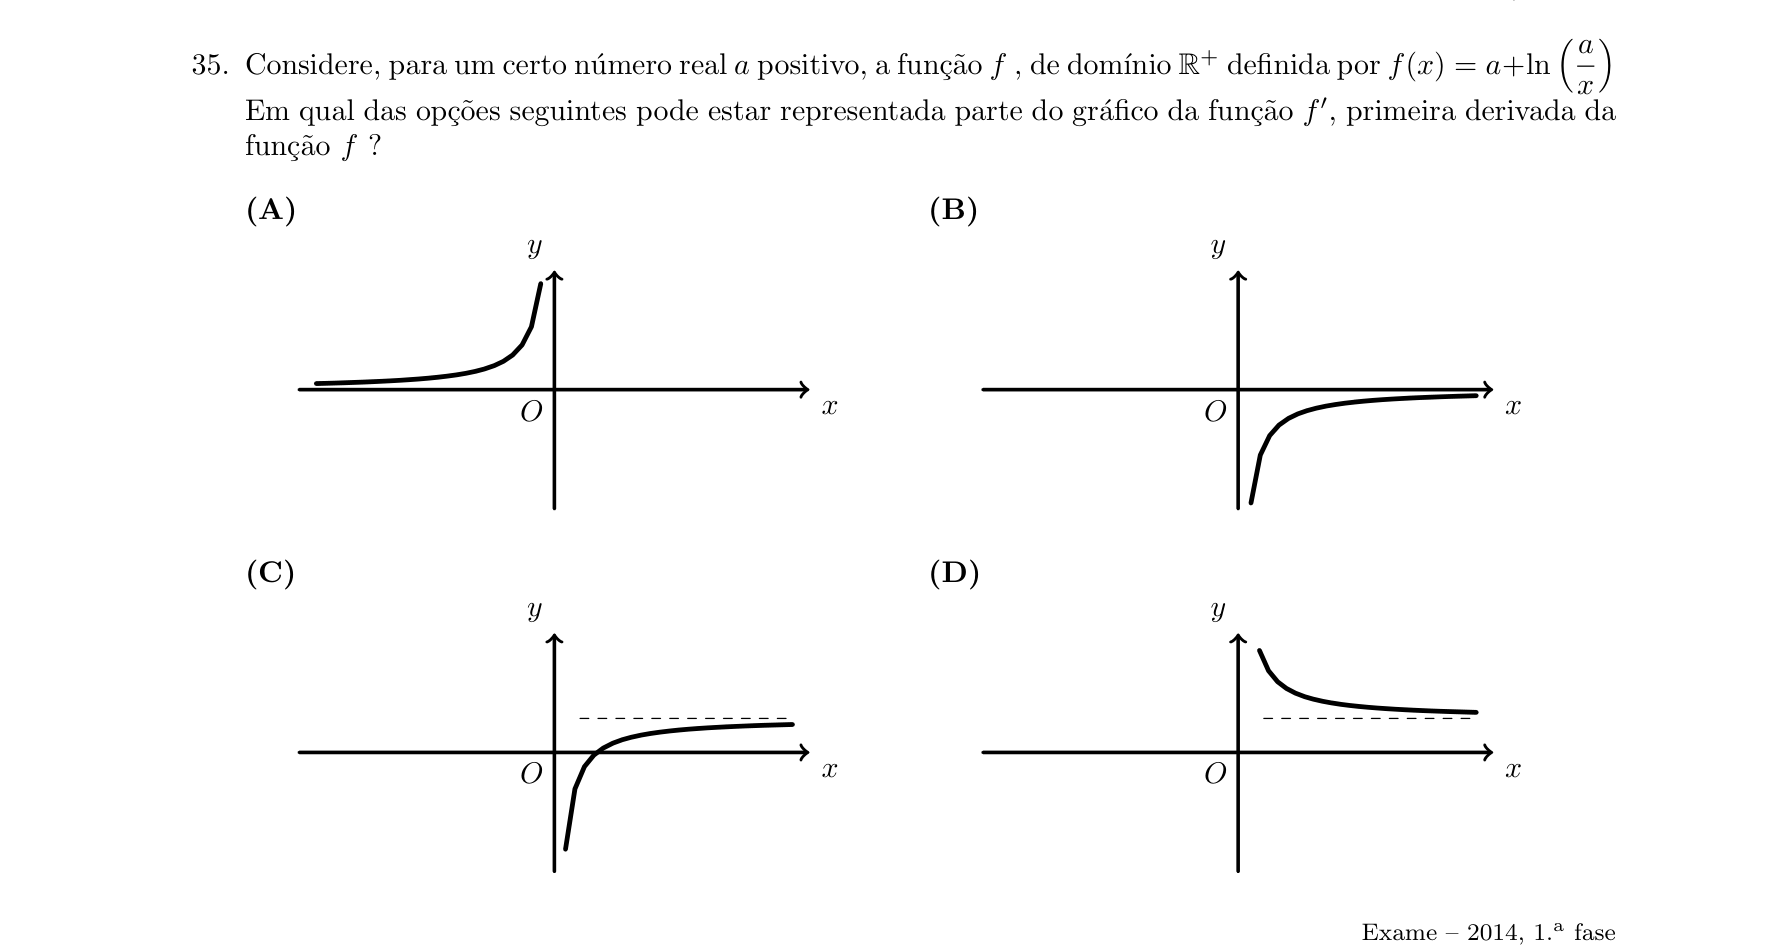 35. Considere, para um certo número real a positivo, a função f , de domínio ℝ⁺ definida por f(x) = a+ln(a/x)
Em qual das opções seguintes pode estar representada parte do gráfico da função f′, primeira derivada da
função f ?
(A) (B)
y y
O x O x
(C) (D)
y y
O x O x
Exame – 2014, 1.ª fase